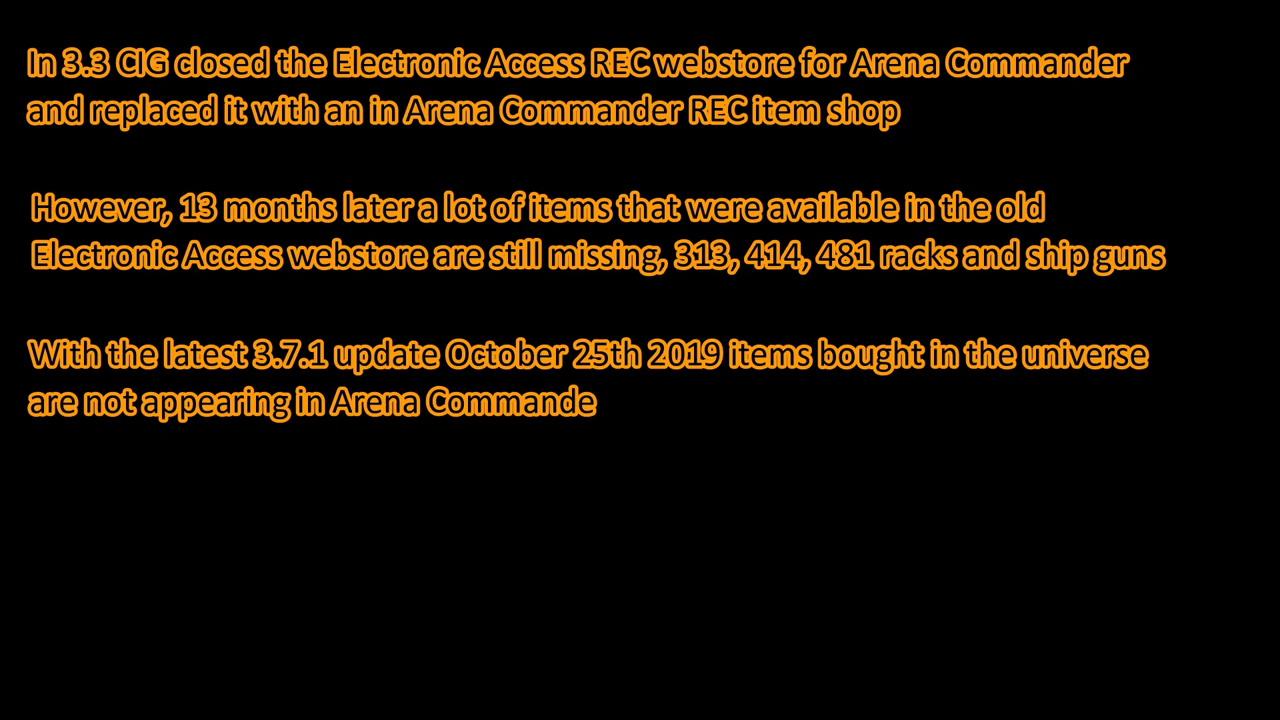 In 3.3 CIG closed the Electronic Access REC webstore for Arena Commander
and replaced it with an in Arena Commander REC item shop
However, 13 months later a lot of items that were available in the old
Electronic Access webstore are still missing, 313, 414, 481 racks and ship guns
With the latest 3.7.1 update October 25th 2019 items bought in the universe
are not appearing in Arena Commande